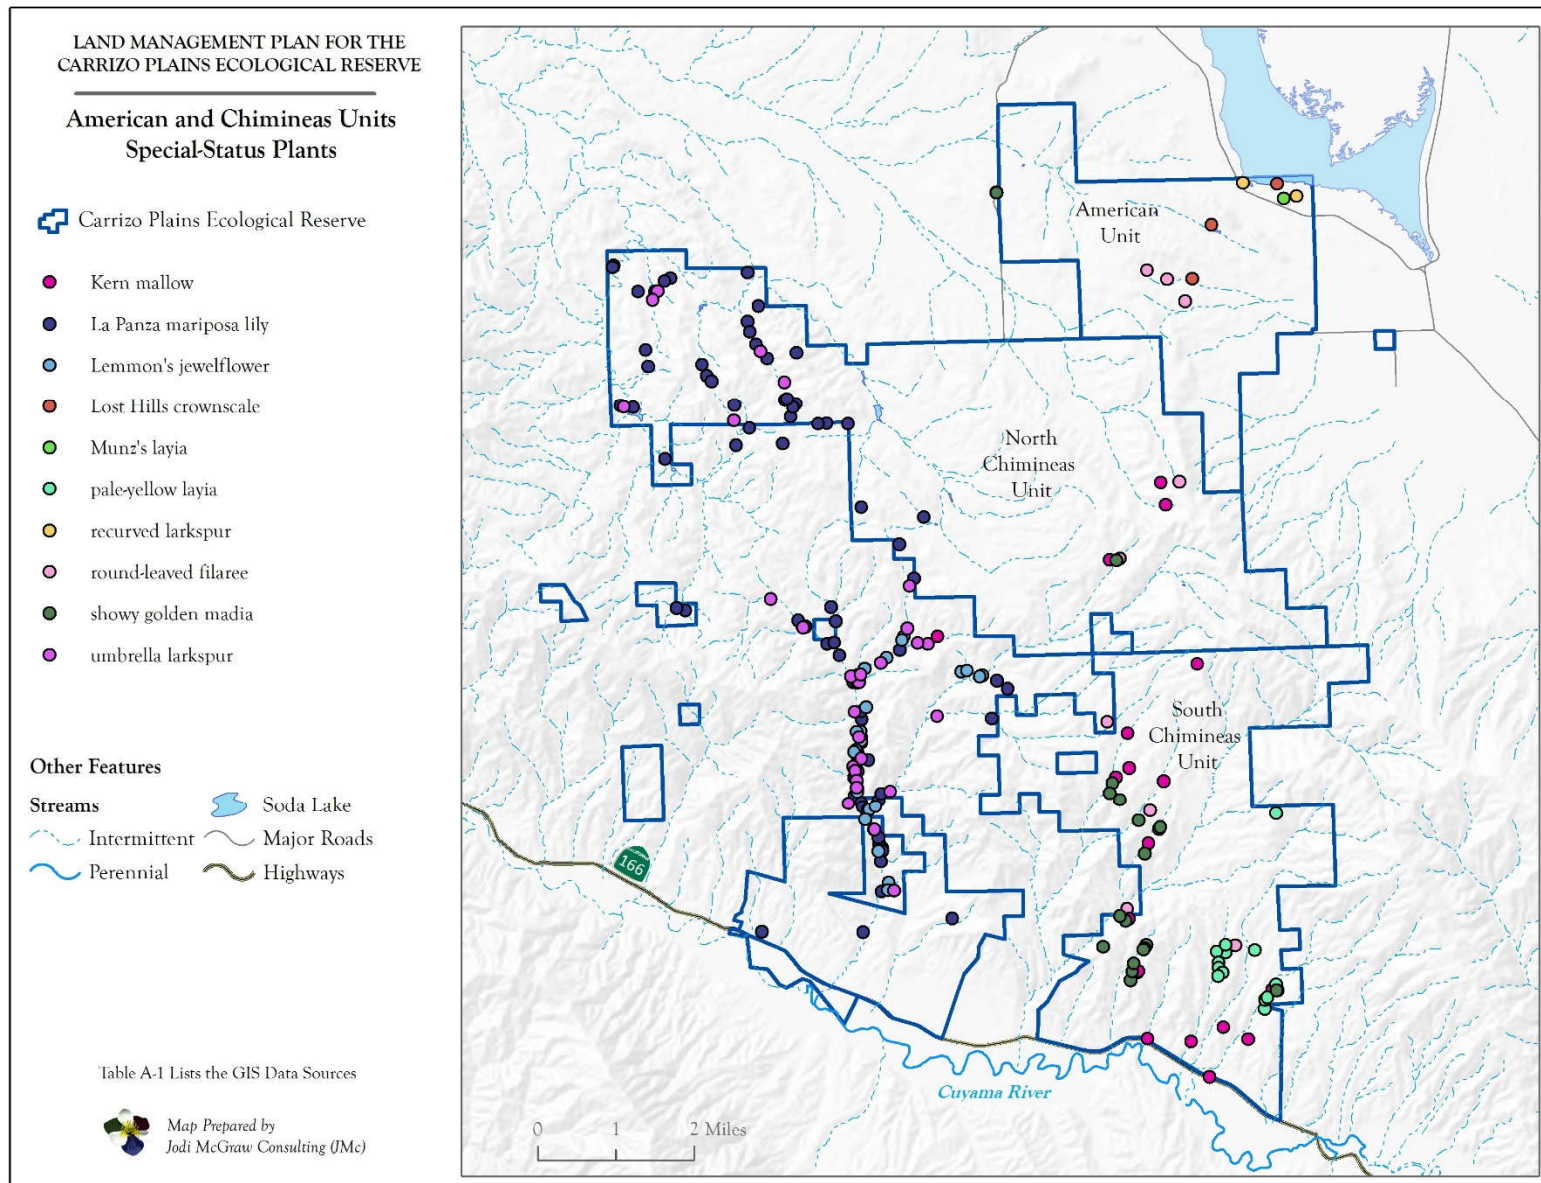 LAND MANAGEMENT PLAN FOR THE
CARRIZO PLAINS ECOLOGICAL RESERVE
American and Chimineas Units
Special-Status Plants
Carrizo Plains Ecological Reserve
Kern mallow
La Panza mariposa lily
Lemmon's jewelflower
Lost Hills crownscale
Munz's layia
pale-yellow layia
recurved larkspur
round-leaved filaree
showy golden madia
umbrella larkspur
Other Features
Streams
Soda Lake
Intermittent
Major Roads
Perennial
Highways
Table A-1 Lists the GIS Data Sources
Map Prepared by
Jodi McGraw Consulting (JMc)
American
Unit
North
Chimineas
Unit
South
Chimineas
Unit
CALIFORNIA
166
Cuyama River
0 1 2 Miles